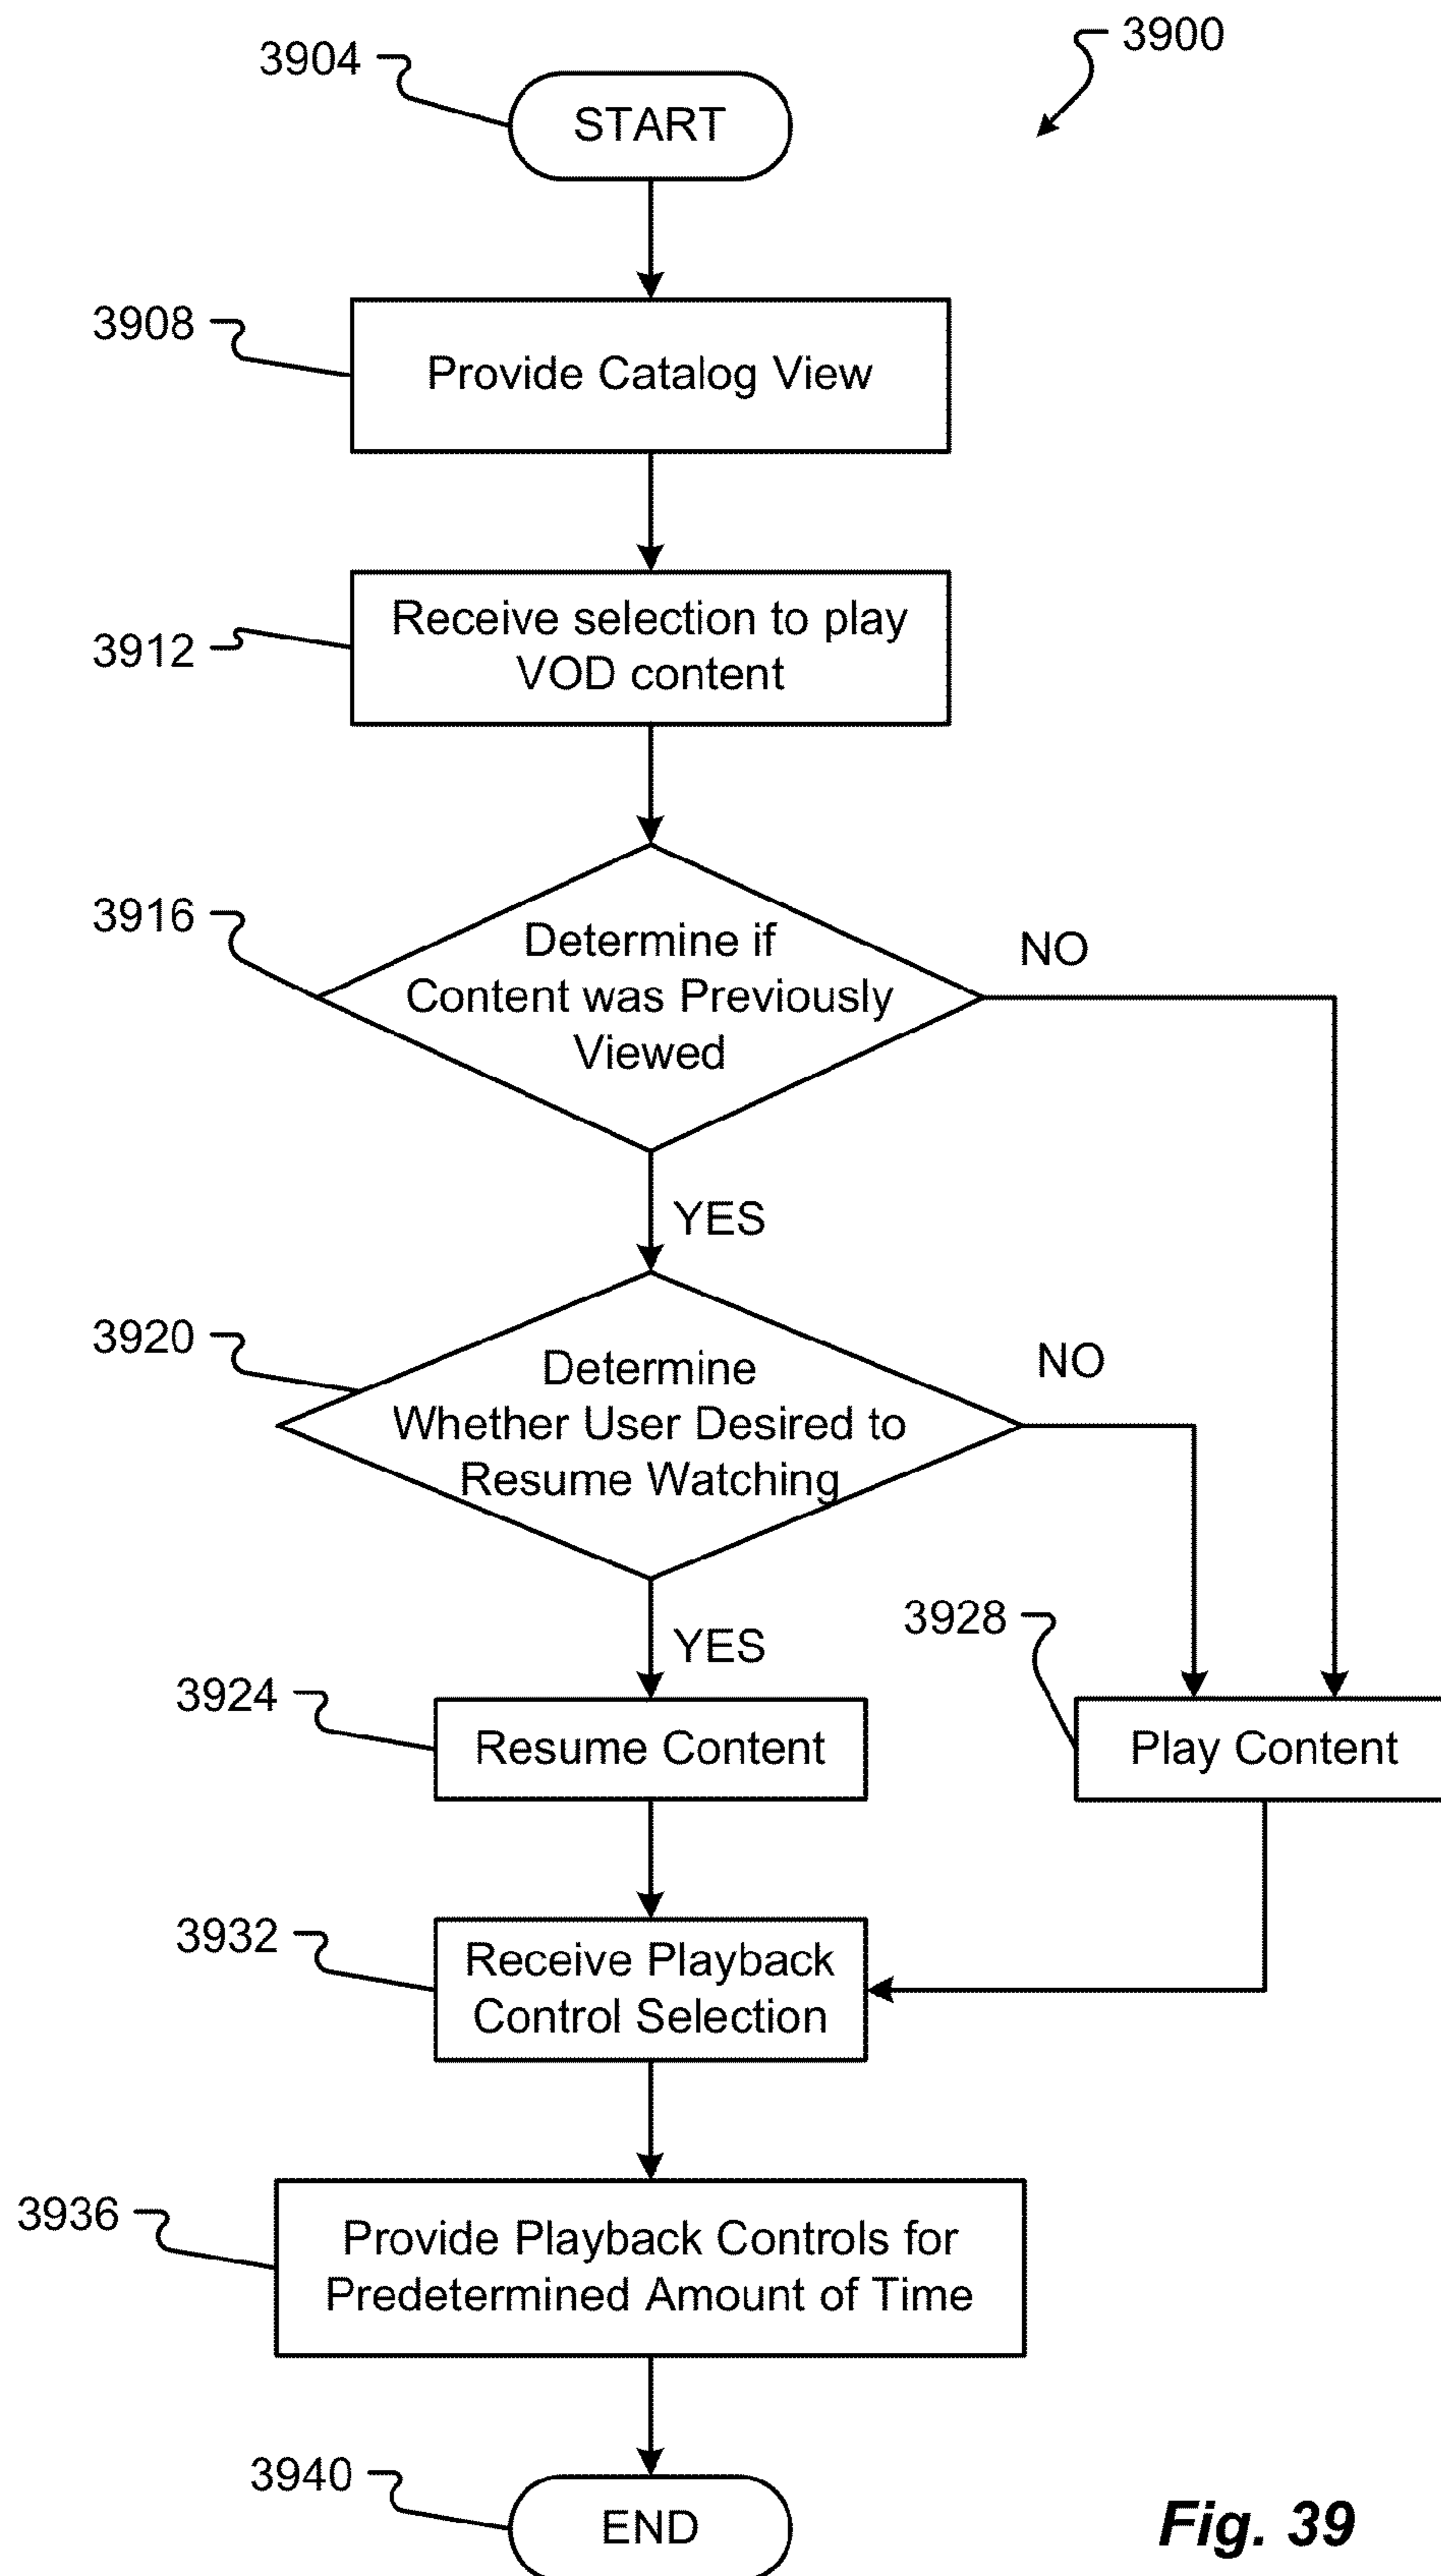 3900
3904
START
3908
Provide Catalog View
3912
Receive selection to play
VOD content
3916
Determine if
Content was Previously
Viewed
NO
YES
3920
Determine
Whether User Desired to
Resume Watching
NO
YES
3928
3924
Resume Content
Play Content
3932
Receive Playback
Control Selection
3936
Provide Playback Controls for
Predetermined Amount of Time
3940
END
Fig. 39